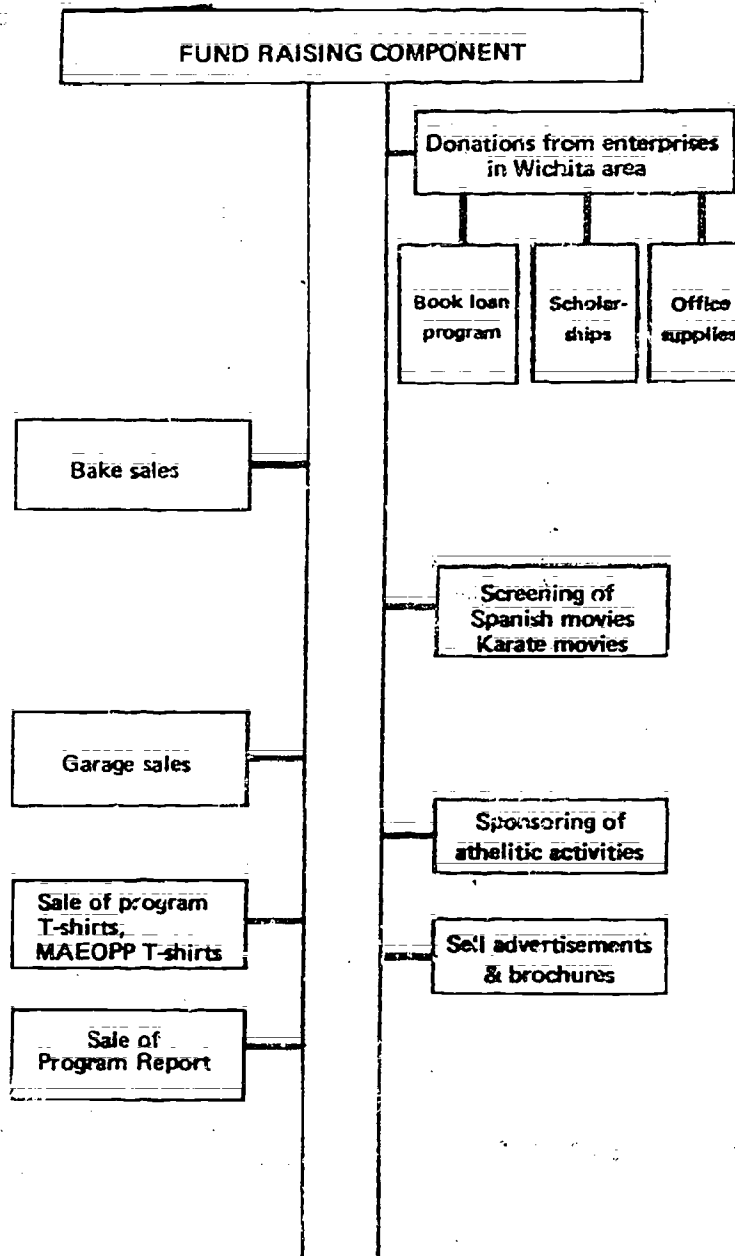 FUND RAISING COMPONENT
Donations from enterprises
in Wichita area
Book loan
program
Scholar-
ships
Office
supplies
Bake sales
Screening of
Spanish movies
Karate movies
Garage sales
Sponsoring of
athelitic activities
Sale of program
T-shirts,
MAEOPP T-shirts
Sell advertisements
& brochures
Sale of
Program Report